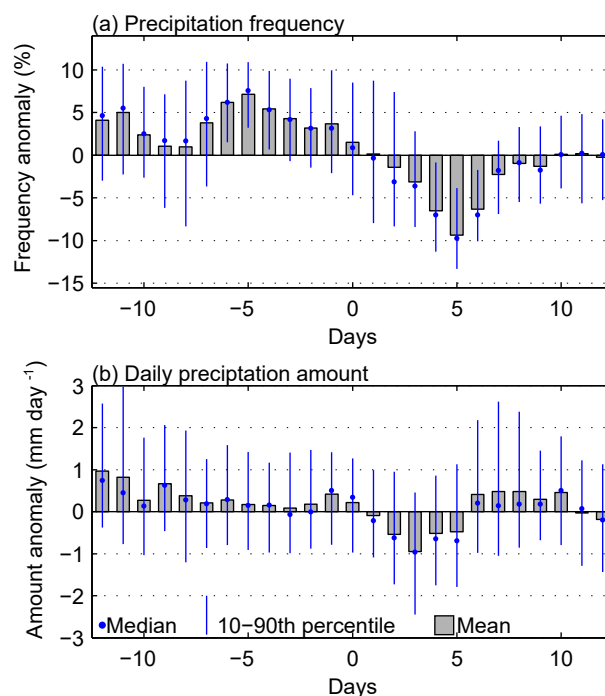 (a) Precipitation frequency
Frequency anomaly (%)
10
5
0
−5
−10
−15
−10 −5 0 5 10
Days
(b) Daily preciptation amount
Amount anomaly (mm day -1)
3
2
1
0
−1
−2
−3
Median 10−90th percentile Mean
−10 −5 0 5 10
Days